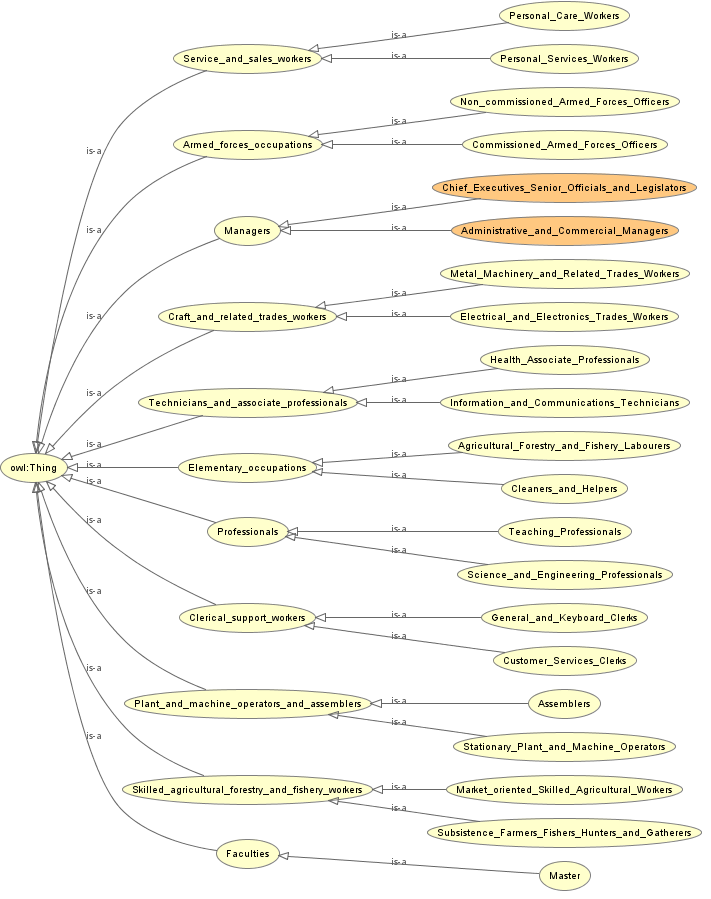 Personal_Care_Workers
is-a
Service_and_sales_workers
is-a
Personal_Services_Workers
Non_commissioned_Armed_Forces_Officers
is-a
Armed_forces_occupations
is-a
Commissioned_Armed_Forces_Officers
is-a
Chief_Executives_Senior_Officials_and_Legislators
is-a
Managers
is-a
Administrative_and_Commercial_Managers
is-a
Metal_Machinery_and_Related_Trades_Workers
is-a
Craft_and_related_trades_workers
is-a
Electrical_and_Electronics_Trades_Workers
is-a
Health_Associate_Professionals
is-a
Technicians_and_associate_professionals
is-a
Information_and_Communications_Technicians
is-a
is-a
Agricultural_Forestry_and_Fishery_Labourers
is-a
owl:Thing
is-a
Elementary_occupations
is-a
Cleaners_and_Helpers
is-a
Professionals
is-a
Teaching_Professionals
is-a
is-a
Science_and_Engineering_Professionals
is-a
Clerical_support_workers
is-a
General_and_Keyboard_Clerks
is-a
Customer_Services_Clerks
Plant_and_machine_operators_and_assemblers
is-a
Assemblers
is-a
Stationary_Plant_and_Machine_Operators
is-a
Skilled_agricultural_forestry_and_fishery_workers
is-a
Market_oriented_Skilled_Agricultural_Workers
is-a
Subsistence_Farmers_Fishers_Hunters_and_Gatherers
Faculties
is-a
Master